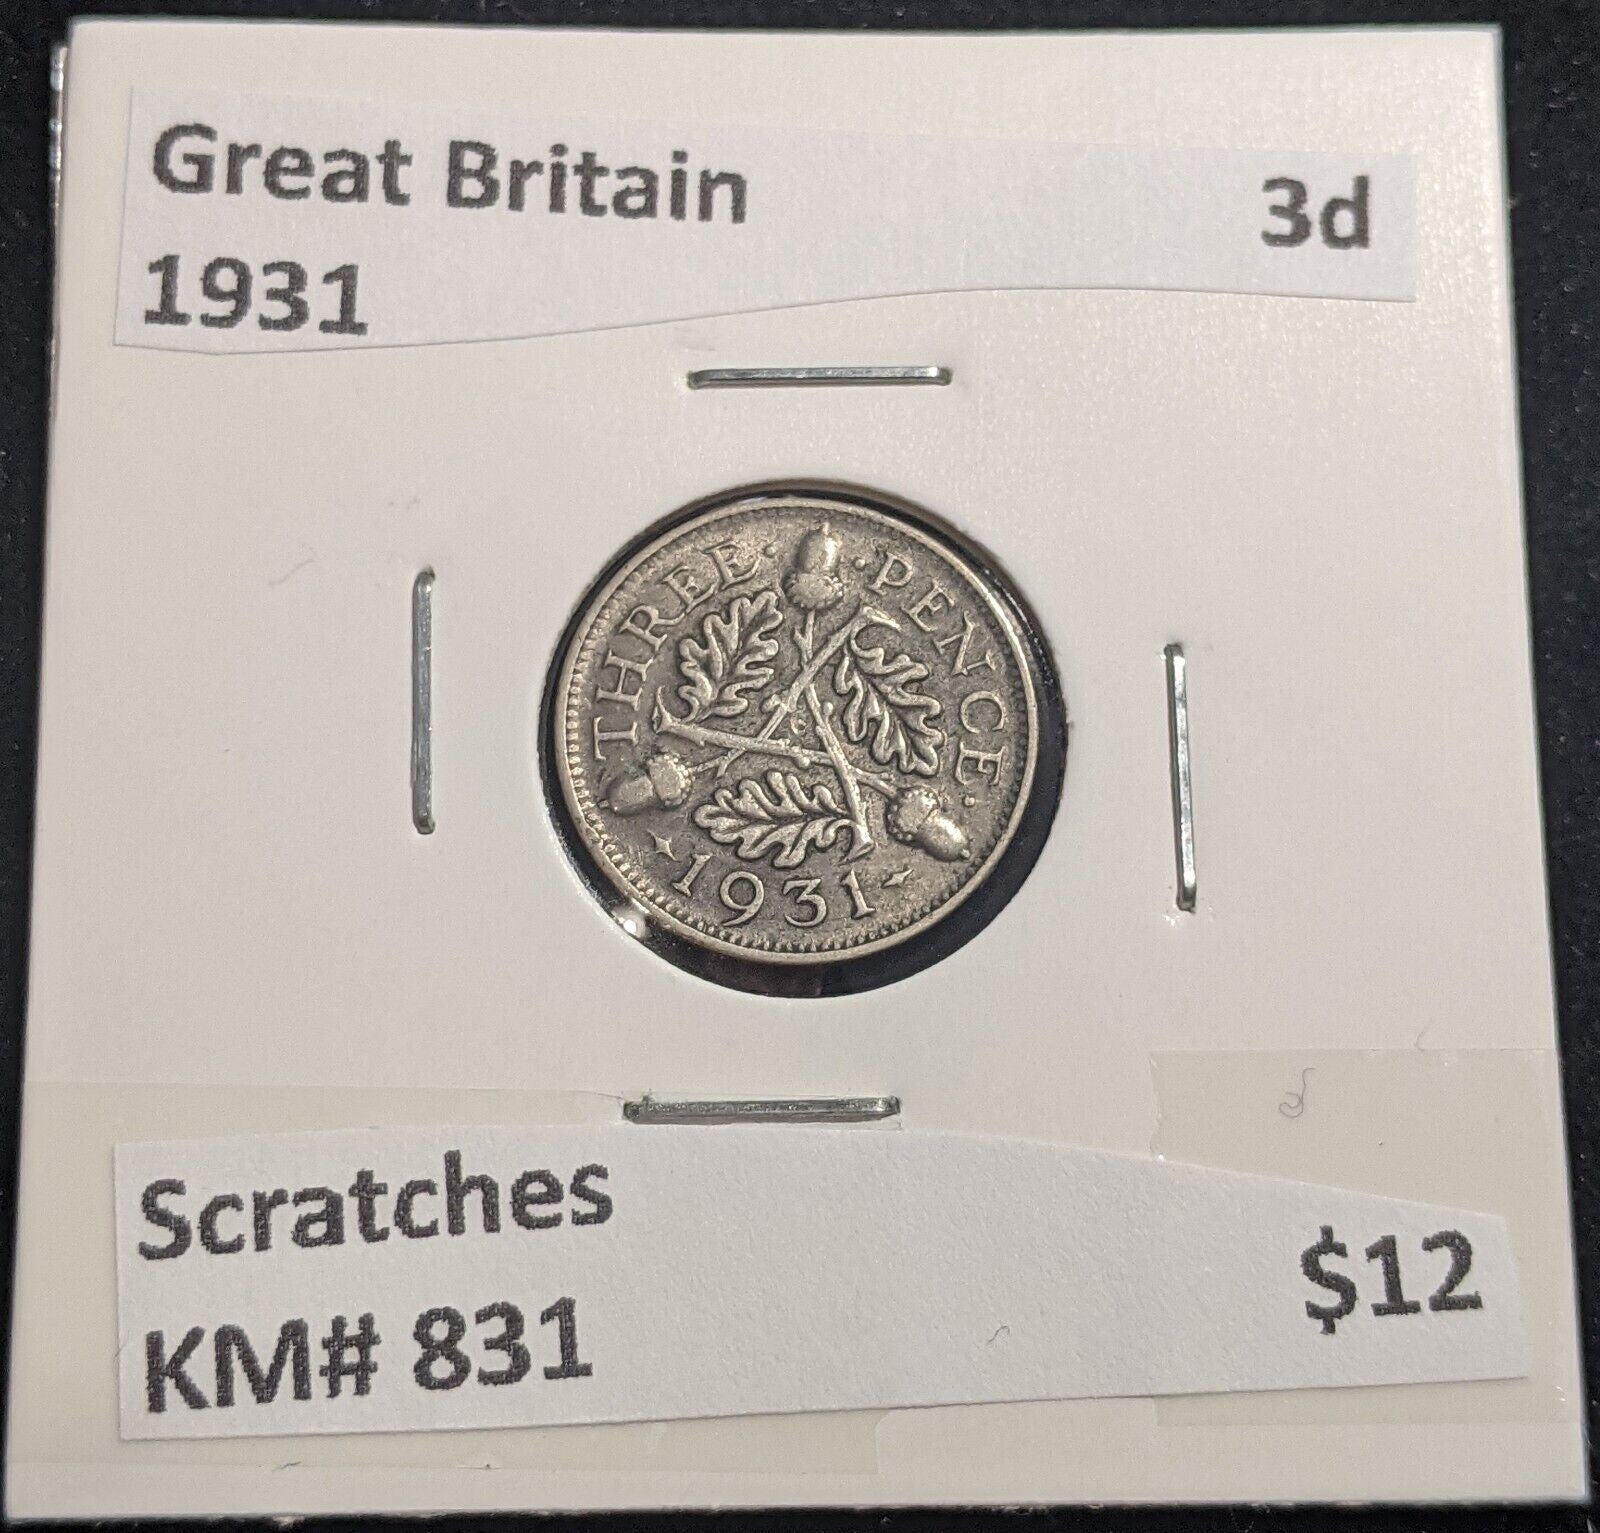 Great Britain 3d
1931
THREE · PENCE ·
1931
Scratches
$12
KM# 831